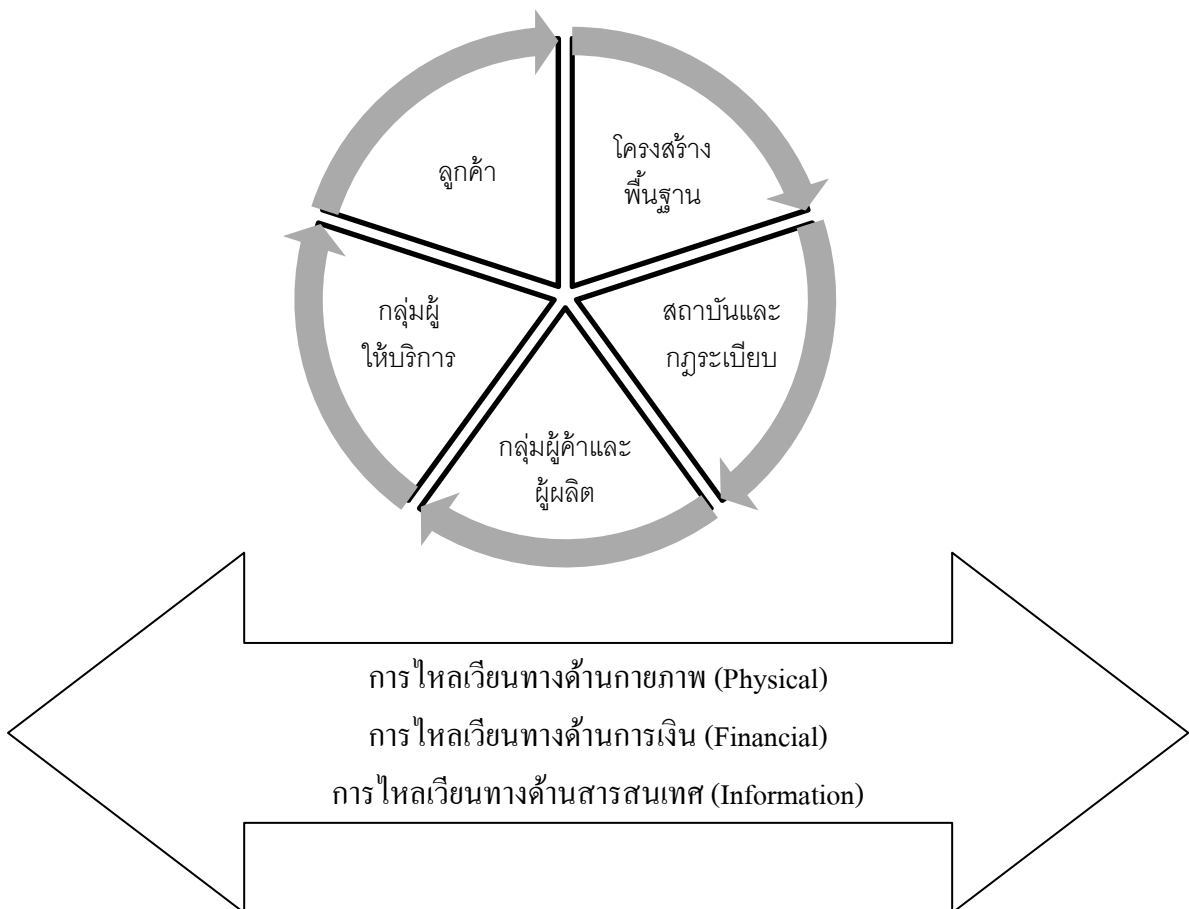 ลูกค้า
โครงสร้าง
พื้นฐาน
กลุ่มผู้
ให้บริการ
สถาบันและ
กฎระเบียบ
กลุ่มผู้ค้าและ
ผู้ผลิต
การไหลเวียนทางด้านกายภาพ (Physical)
การไหลเวียนทางด้านการเงิน (Financial)
การไหลเวียนทางด้านสารสนเทศ (Information)